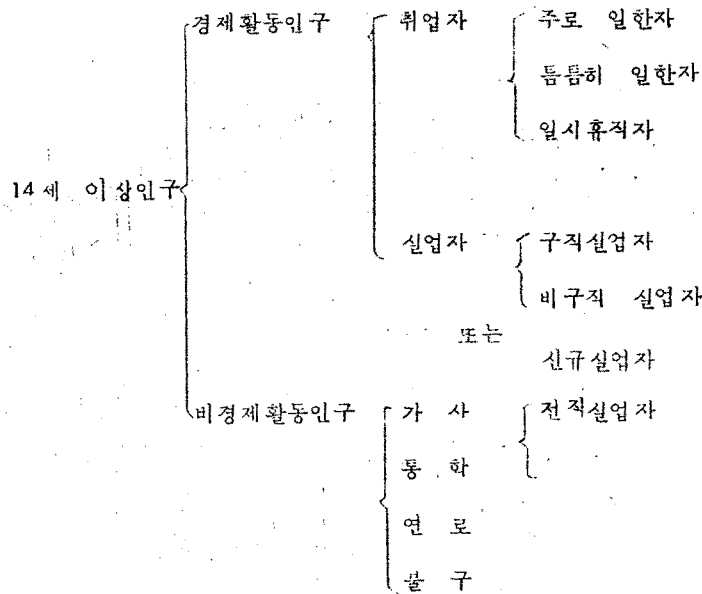 경제활동인구 취업자 주로 일한자
틈틈히 일한자
일시휴직자
14세 이상인구
실업자 구직실업자
비구직 실업자
또는
신규실업자
비경제활동인구 가 사 전직실업자
통 학
연 로
불 구